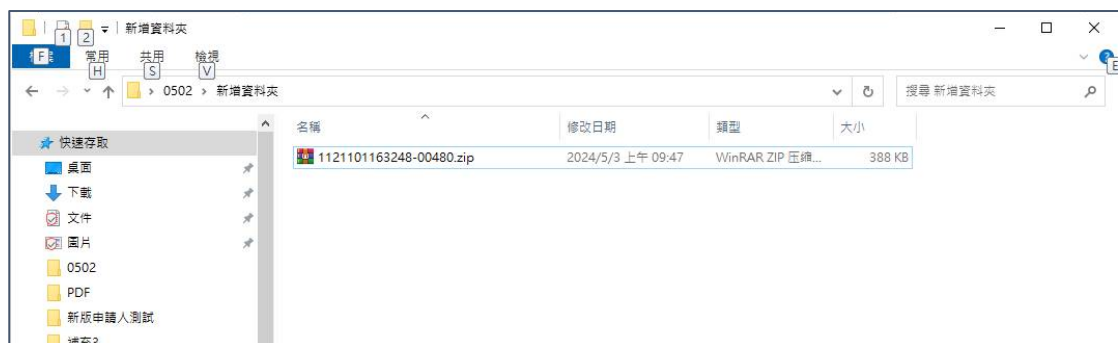 1 2 新增資料夾
F 常用 共用 檢視
H S V E
0502 新增資料夾 搜尋 新增資料夾
快速存取
桌面
下載
文件
圖片
0502
PDF
新版申請人測試
名稱 修改日期 類型 大小
1121101163248-00480.zip 2024/5/3 上午 09:47 WinRAR ZIP 壓縮... 388 KB